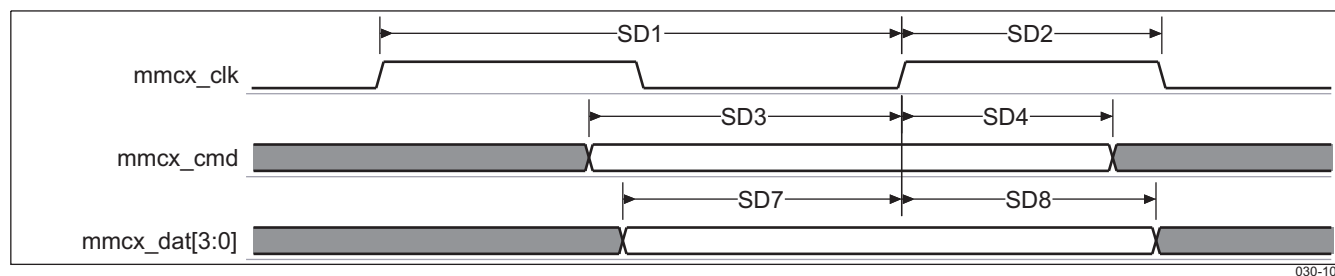 SD1 SD2
mmcx_clk
SD3 SD4
mmcx_cmd
SD7 SD8
mmcx_dat[3:0]
030-10